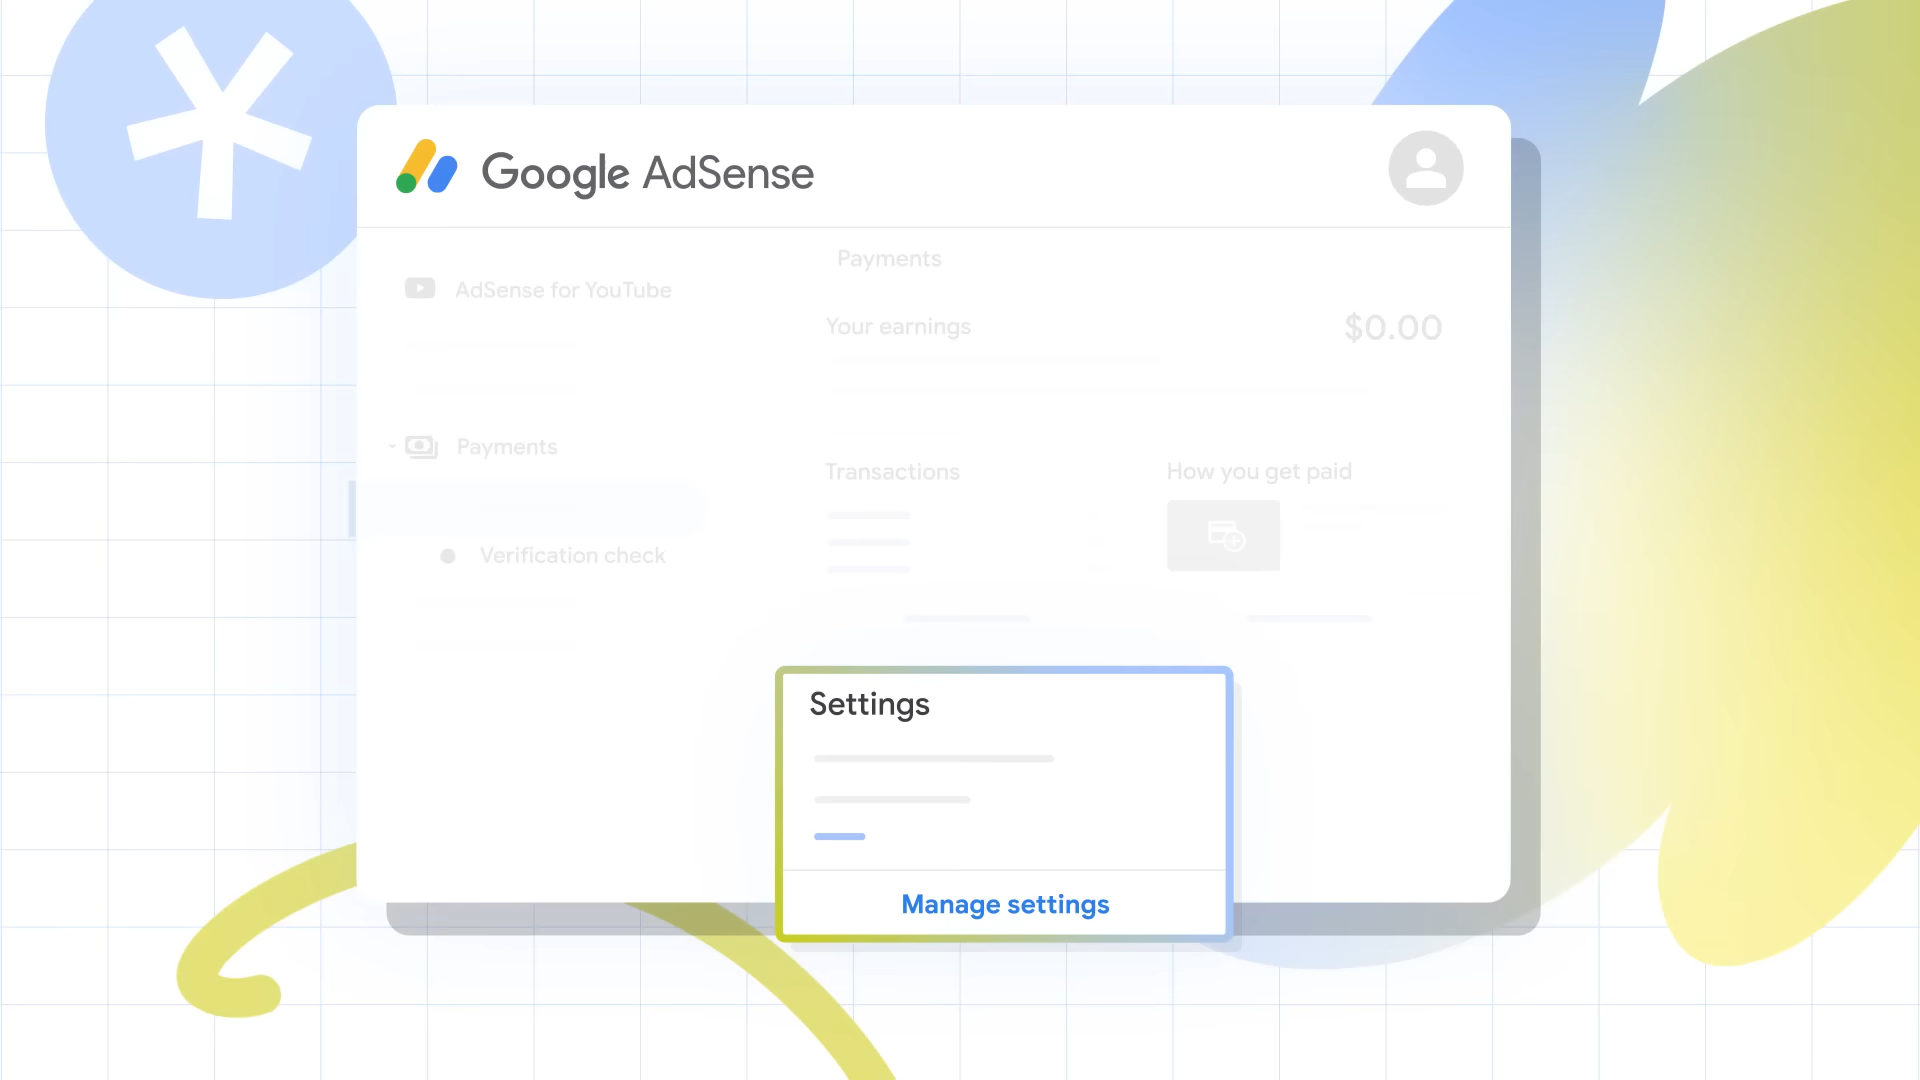 Google AdSense
AdSense for YouTube
Payments
Verification check
Payments
Your earnings
$0.00
Transactions
How you get paid
Settings
Manage settings